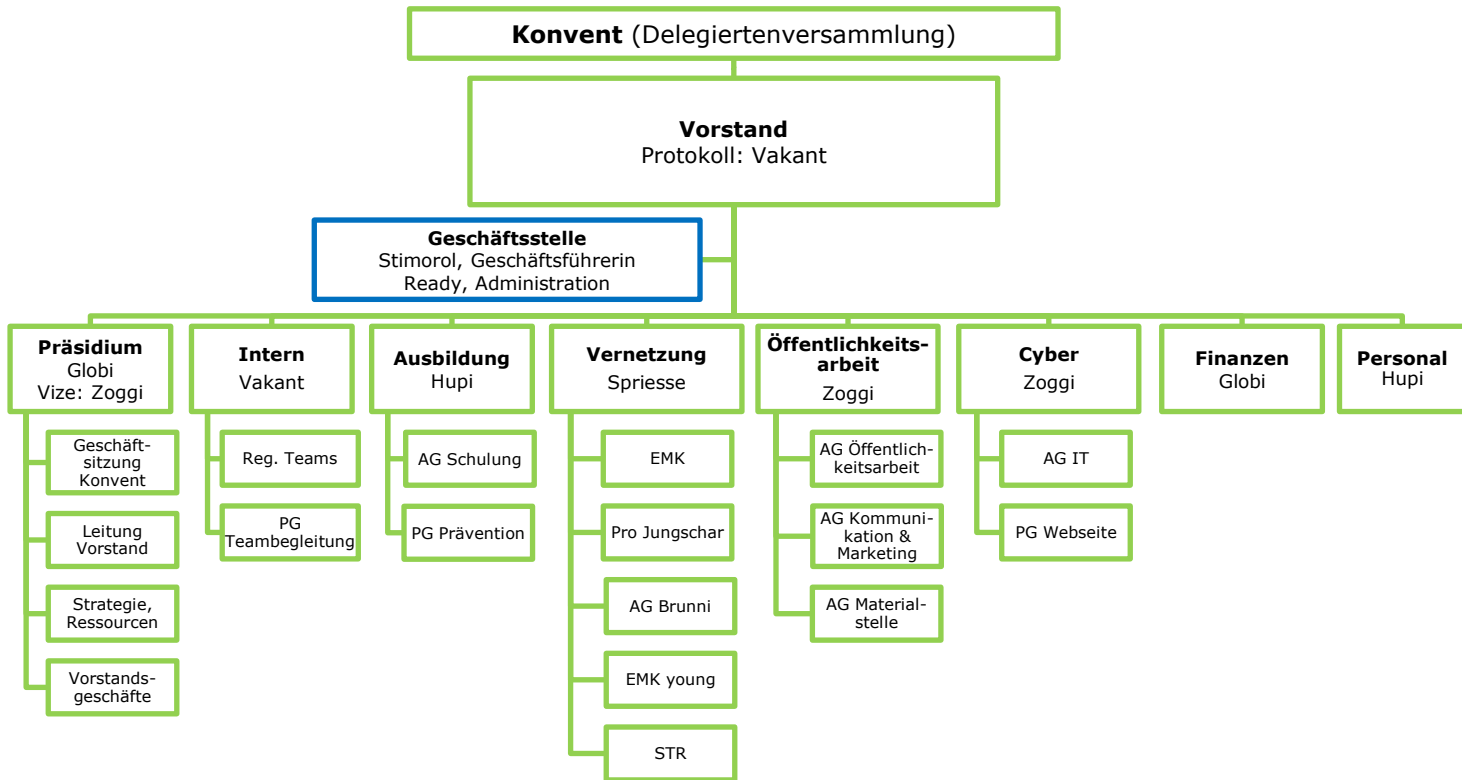 Konvent (Delegiertenversammlung)
Vorstand
Protokoll: Vakant
Geschäftsstelle
Stimorol, Geschäftsführerin
Ready, Administration
Präsidium
Globi
Vize: Zoggi
Intern
Vakant
Ausbildung
Hupi
Vernetzung
Spriesse
Öffentlichkeits-
arbeit
Zoggi
Cyber
Zoggi
Finanzen
Globi
Personal
Hupi
Geschäft-
sitzung
Konvent
Leitung
Vorstand
Strategie,
Ressourcen
Vorstands-
geschäfte
Reg. Teams
PG
Teambegleitung
AG Schulung
PG Prävention
EMK
Pro Jungschar
AG Brunni
EMK young
STR
AG Öffentlich-
keitsarbeit
AG Kommuni-
kation &
Marketing
AG Material-
stelle
AG IT
PG Webseite